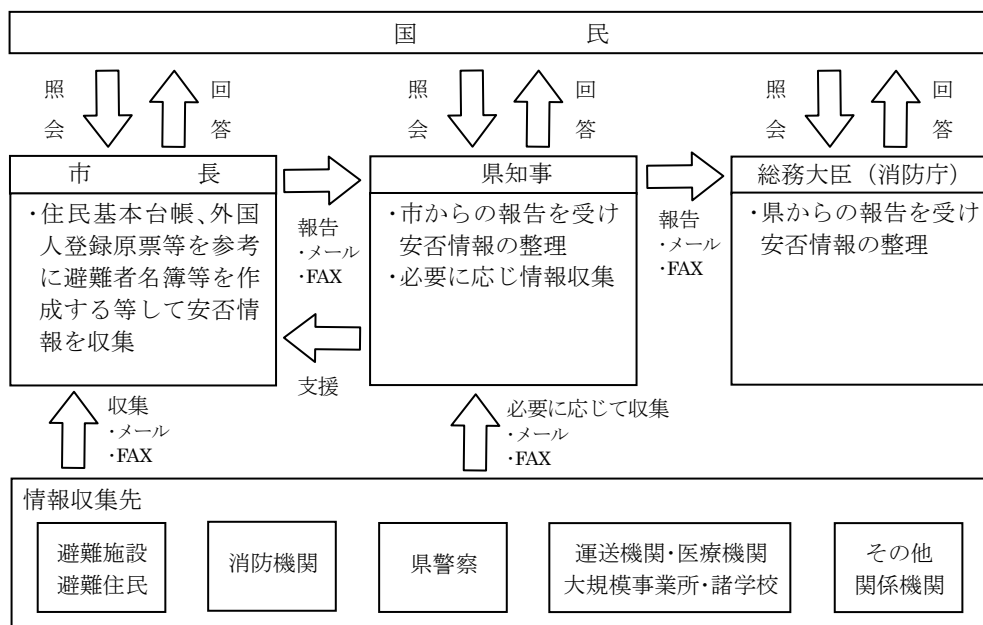 国　　　　民
照会
回答
照会
回答
照会
回答
市　　　長
県知事
総務大臣（消防庁）
・住民基本台帳、外国
人登録原票等を参考
に避難者名簿等を作
成する等して安否情
報を収集
報告
・メール
・FAX
・市からの報告を受け
安否情報の整理
・必要に応じ情報収集
報告
・メール
・FAX
・県からの報告を受け
安否情報の整理
支援
収集
・メール
・FAX
必要に応じて収集
・メール
・FAX
情報収集先
避難施設
避難住民
消防機関
県警察
運送機関・医療機関
大規模事業所・諸学校
その他
関係機関